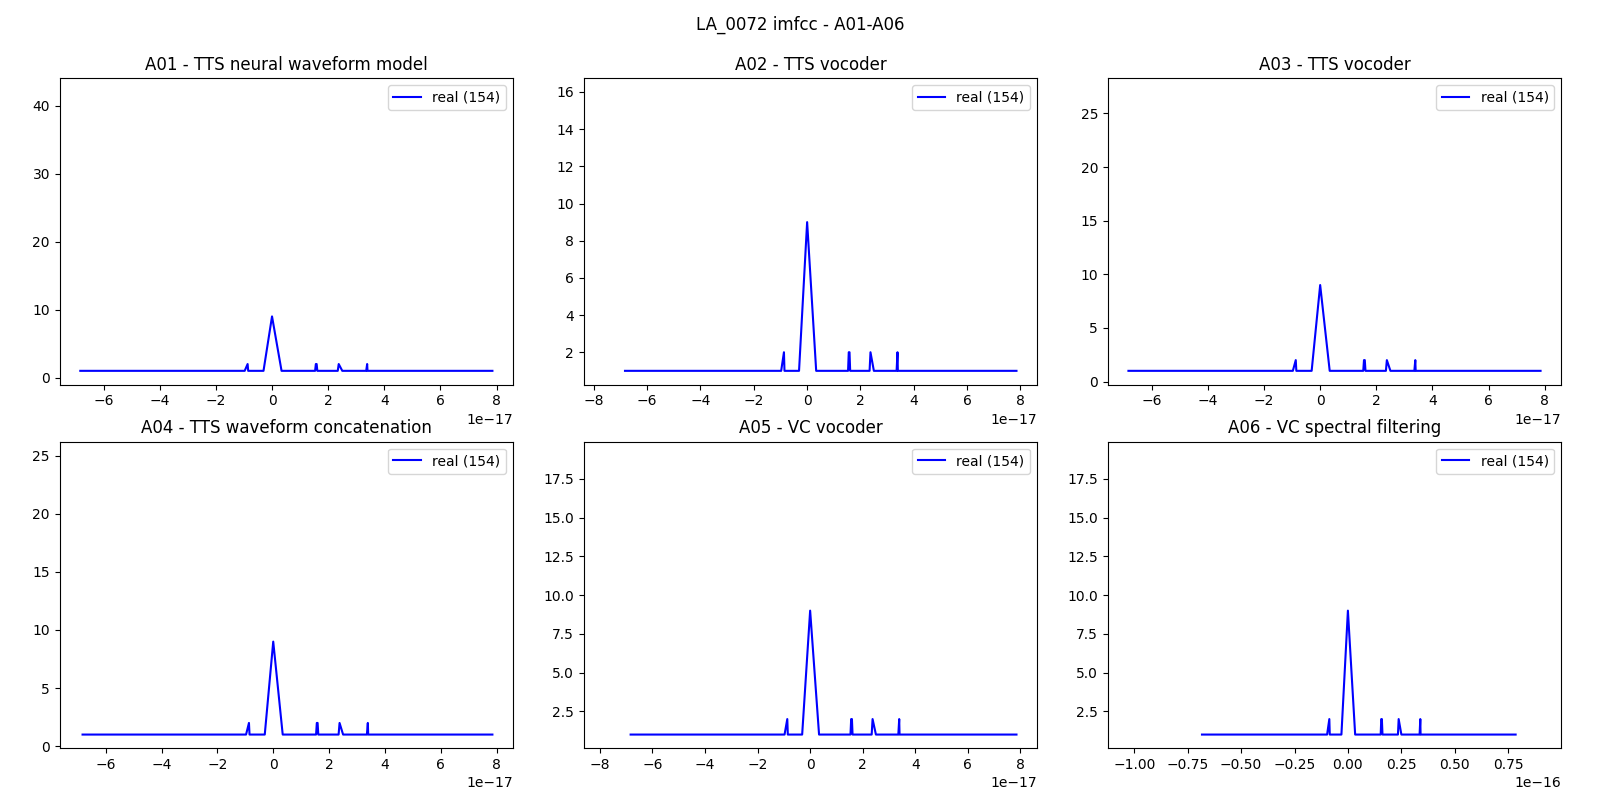 LA_0072 imfcc - A01-A06
A01 - TTS neural waveform model
real (154)
40
30
20
10
0
−6 −4 −2 0 2 4 6 8
1e−17
A02 - TTS vocoder
real (154)
16
14
12
10
8
6
4
2
−8 −6 −4 −2 0 2 4 6 8
1e−17
A03 - TTS vocoder
real (154)
25
20
15
10
5
0
−6 −4 −2 0 2 4 6 8
1e−17
A04 - TTS waveform concatenation
real (154)
25
20
15
10
5
0
−6 −4 −2 0 2 4 6 8
1e−17
A05 - VC vocoder
real (154)
17.5
15.0
12.5
10.0
7.5
5.0
2.5
−8 −6 −4 −2 0 2 4 6 8
1e−17
A06 - VC spectral filtering
real (154)
17.5
15.0
12.5
10.0
7.5
5.0
2.5
−1.00 −0.75 −0.50 −0.25 0.00 0.25 0.50 0.75
1e−16